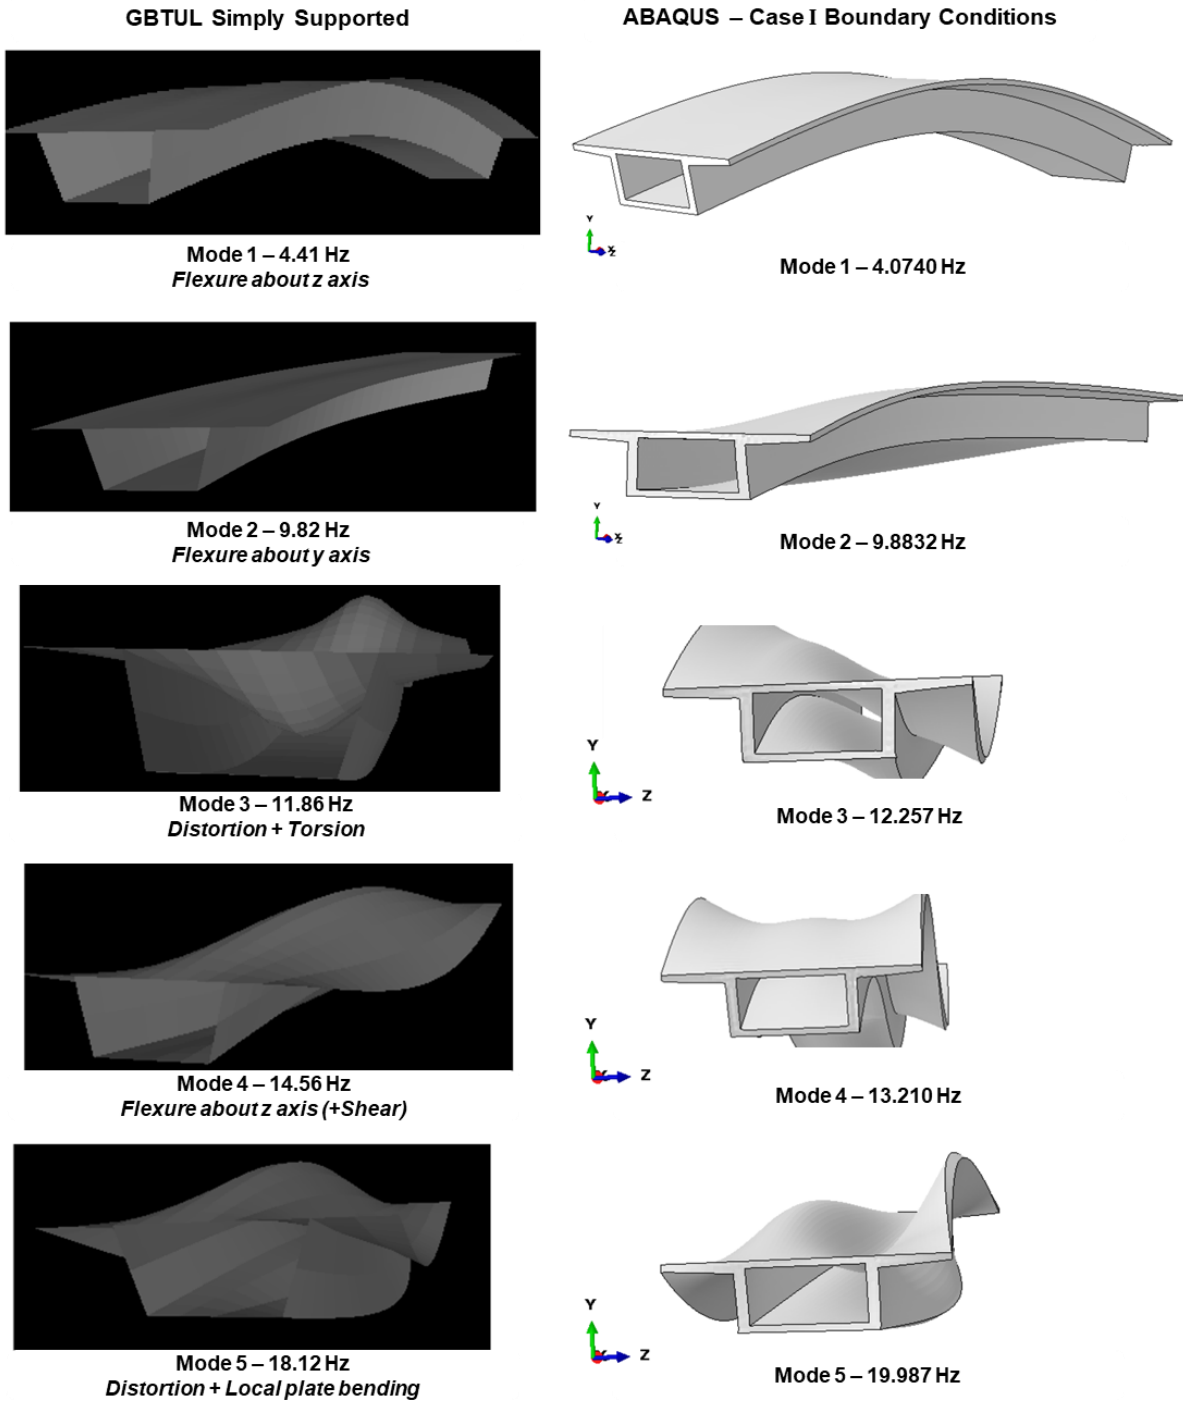 GBTUL Simply Supported
ABAQUS – Case I Boundary Conditions
Mode 1 – 4.41 Hz
Flexure about z axis
Y
Z
Mode 1 – 4.0740 Hz
Mode 2 – 9.82 Hz
Flexure about y axis
Y
Z
Mode 2 – 9.8832 Hz
Mode 3 – 11.86 Hz
Distortion + Torsion
Y
Z
Mode 3 – 12.257 Hz
Mode 4 – 14.56 Hz
Flexure about z axis (+Shear)
Y
Z
Mode 4 – 13.210 Hz
Mode 5 – 18.12 Hz
Distortion + Local plate bending
Y
Z
Mode 5 – 19.987 Hz